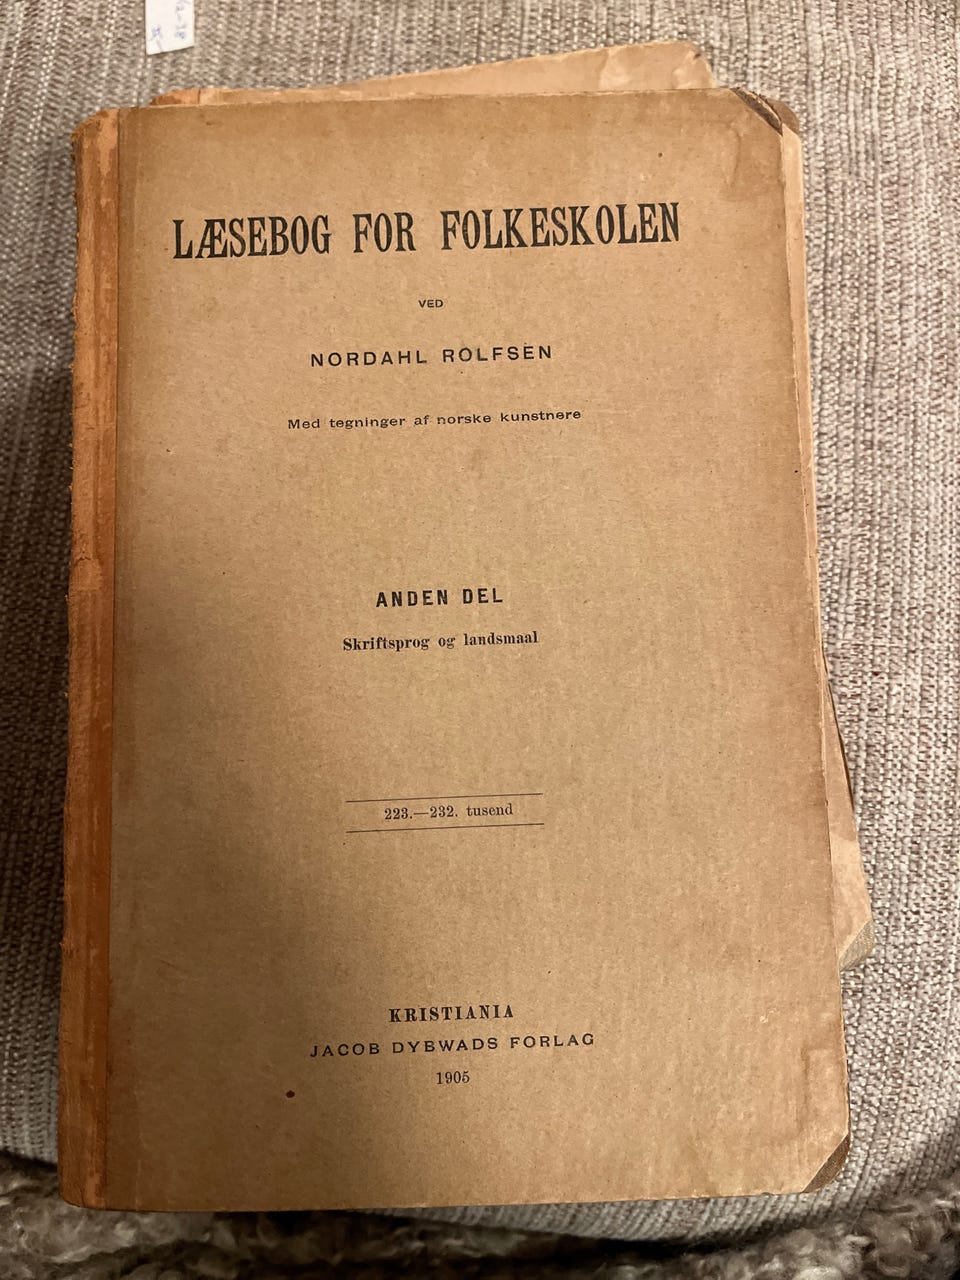 LÆSEBOG FOR FOLKESKOLEN
VED
NORDAHL ROLFSEN
Med tegninger af norske kunstnere
ANDEN DEL
Skriftsprog og landsmaal
223.—232. tusend
KRISTIANIA
JACOB DYBWADS FORLAG
1905